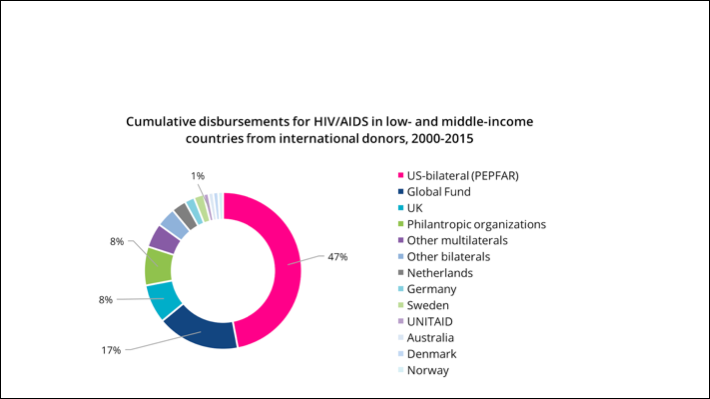 Cumulative disbursements for HIV/AIDS in low- and middle-income
countries from international donors, 2000-2015
1%
47%
8%
8%
17%
US-bilateral (PEPFAR)
Global Fund
UK
Philantropic organizations
Other multilaterals
Other bilaterals
Netherlands
Germany
Sweden
UNITAID
Australia
Denmark
Norway